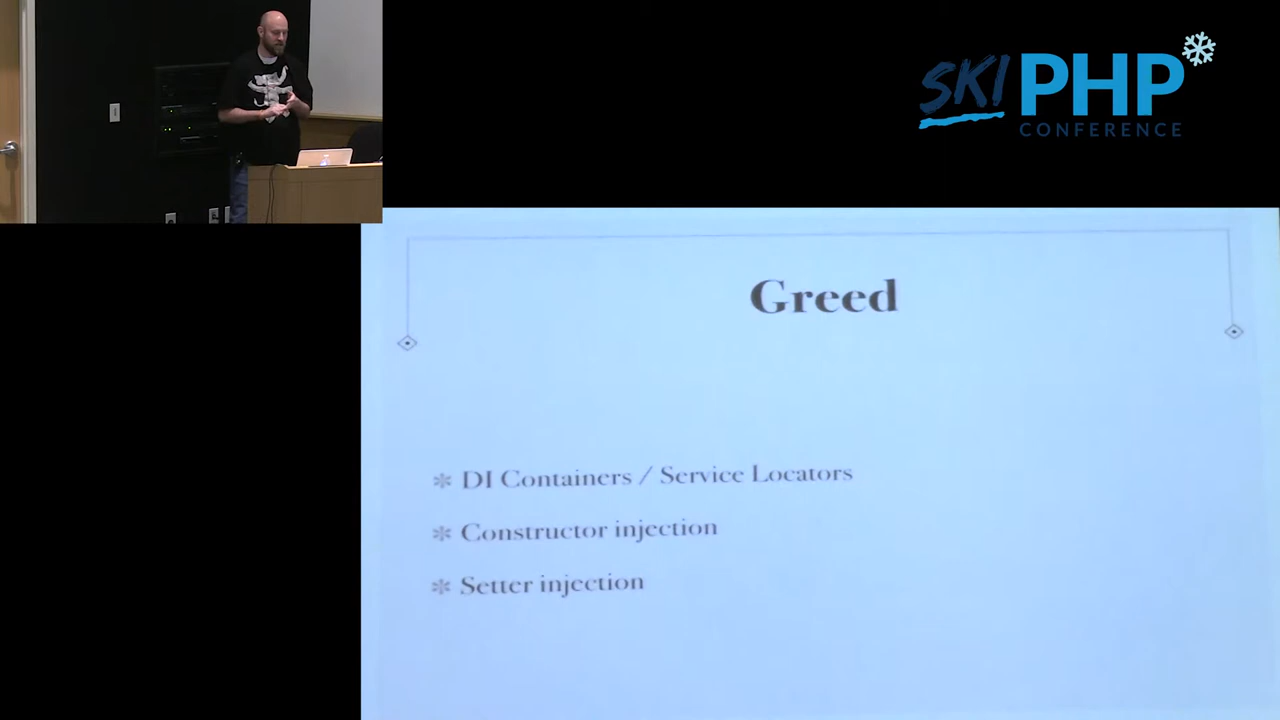 SKI PHP
CONFERENCE
Greed
* DI Containers / Service Locators
* Constructor injection
* Setter injection